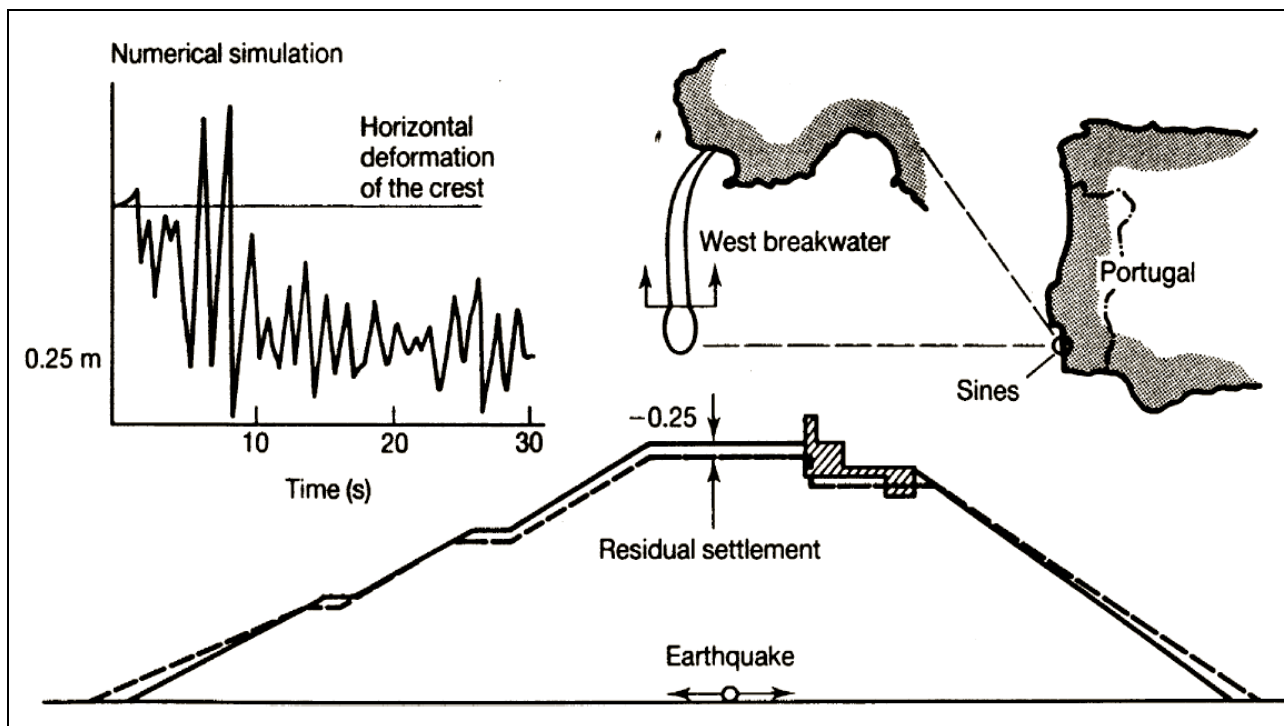 Numerical simulation
Horizontal
deformation
of the crest
0.25 m
10
20
30
Time (s)
West breakwater
Portugal
Sines
-0.25
Residual settlement
Earthquake